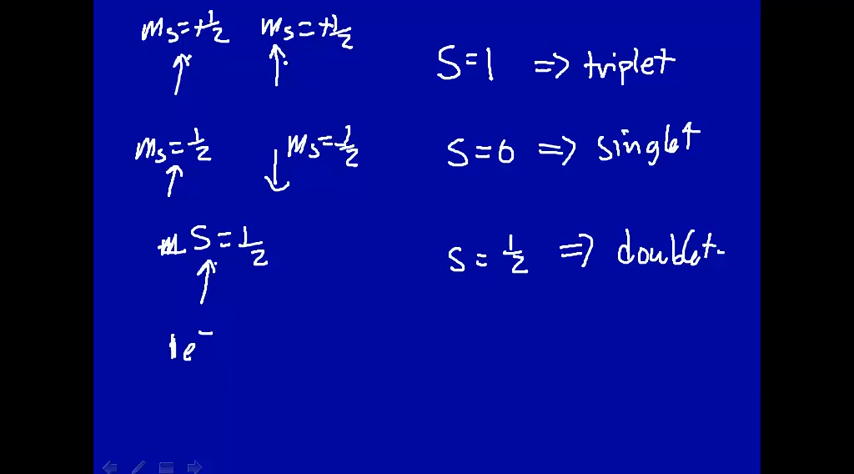 ms=+1/2 ms=+1/2 S=1 => triplet
ms=1/2 ms=-1/2 S=0 => singlet
S=1/2 S=1/2 => doublet
1e⁻